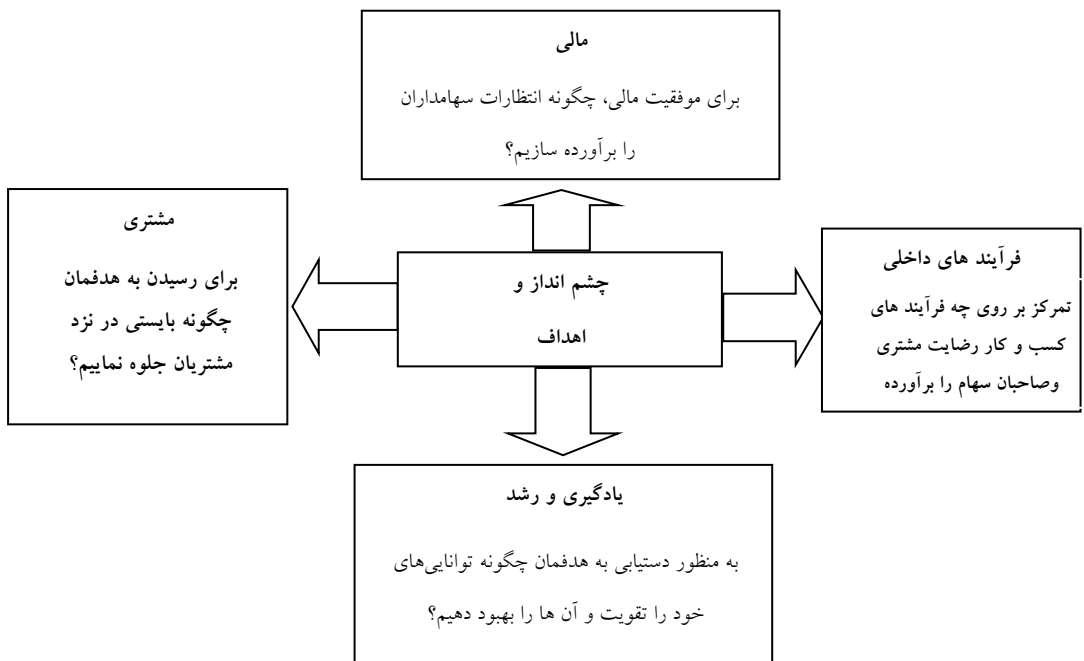 مالی
برای موفقیت مالی، چگونه انتظارات سهامداران
را برآورده سازیم؟
مشتری
برای رسیدن به هدفمان
چگونه بایستی در نزد
مشتریان جلوه نماییم؟
چشم انداز و
اهداف
فرآیند های داخلی
تمرکز بر روی چه فرآیند های
کسب و کار رضایت مشتری
وصاحبان سهام را برآورده
یادگیری و رشد
به منظور دستیابی به هدفمان چگونه توانایی‌های
خود را تقویت و آن ها را بهبود دهیم؟